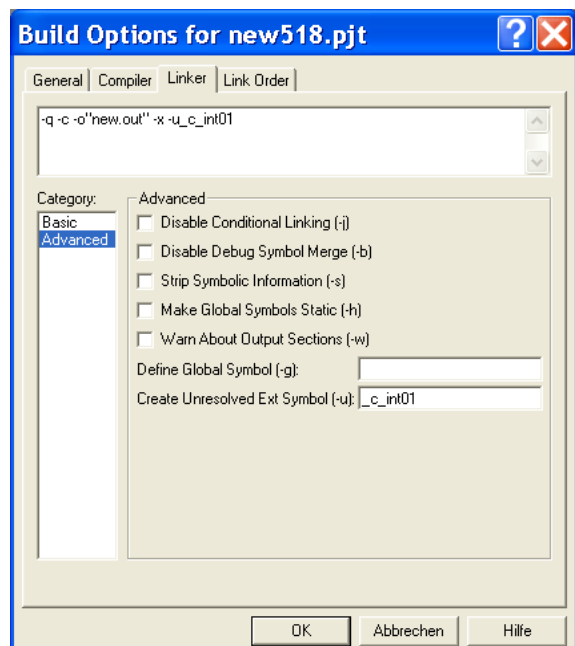 Build Options for new518.pjt
General Compiler Linker Link Order
-q -c -o"new.out" -x -u_c_int01
Category:
Basic
Advanced
Advanced
Disable Conditional Linking (-j)
Disable Debug Symbol Merge (-b)
Strip Symbolic Information (-s)
Make Global Symbols Static (-h)
Warn About Output Sections (-w)
Define Global Symbol (-g):
Create Unresolved Ext Symbol (-u): _c_int01
OK Abbrechen Hilfe